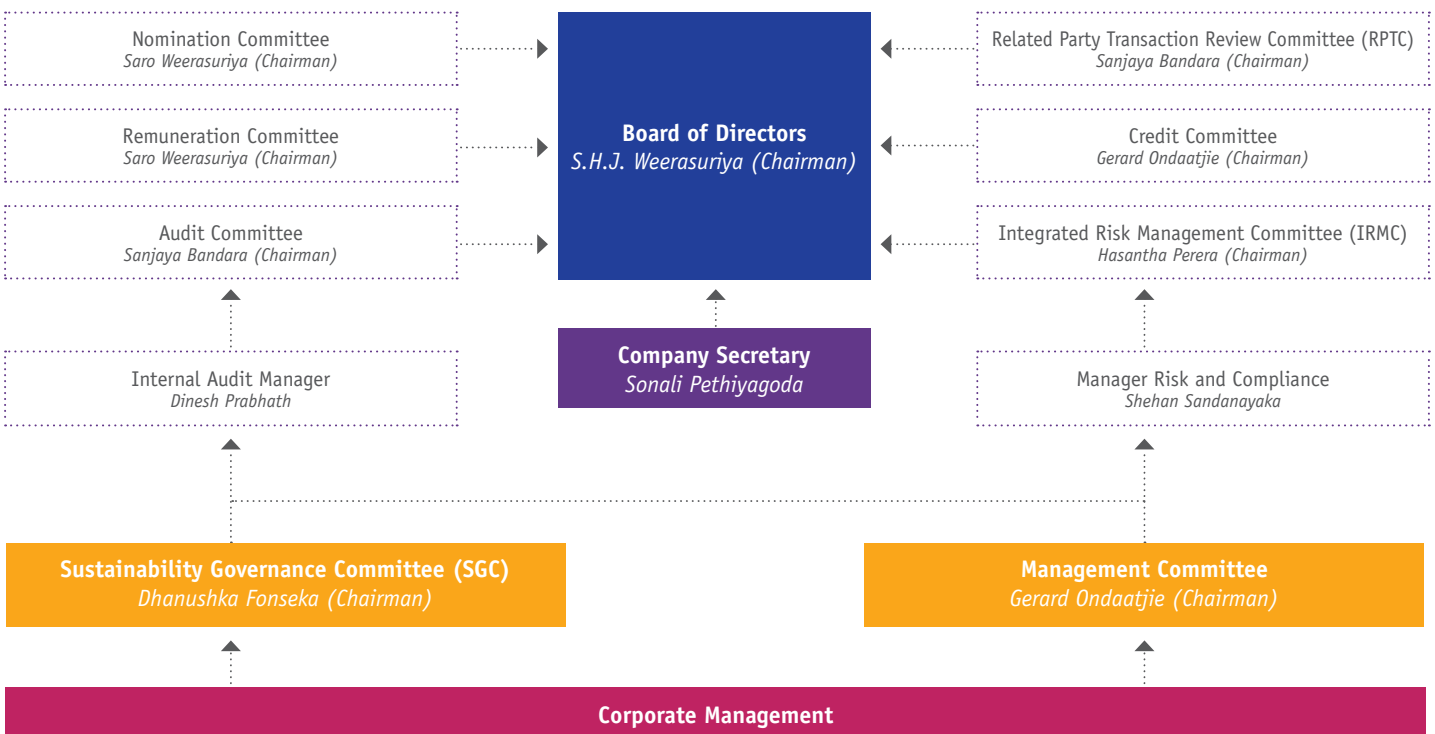 Nomination Committee
Saro Weerasuriya (Chairman)
Remuneration Committee
Saro Weerasuriya (Chairman)
Audit Committee
Sanjaya Bandara (Chairman)
Board of Directors
S.H.J. Weerasuriya (Chairman)
Related Party Transaction Review Committee (RPTC)
Sanjaya Bandara (Chairman)
Credit Committee
Gerard Ondaatjie (Chairman)
Integrated Risk Management Committee (IRMC)
Hasantha Perera (Chairman)
Internal Audit Manager
Dinesh Prabhath
Company Secretary
Sonali Pethiyagoda
Manager Risk and Compliance
Shehan Sandanayaka
Sustainability Governance Committee (SGC)
Dhanushka Fonseka (Chairman)
Management Committee
Gerard Ondaatjie (Chairman)
Corporate Management